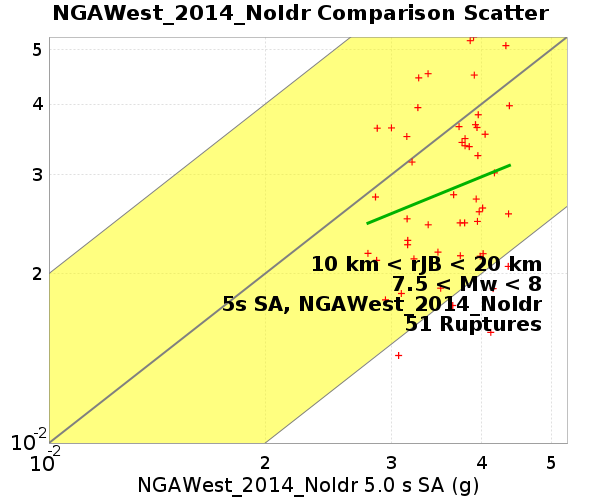 NGAWest_2014_NoIdr Comparison Scatter
5
4
3
2
10-2
10 km < rJB < 20 km
7.5 < Mw < 8
5s SA, NGAWest_2014_NoIdr
51 Ruptures
10-2 2 3 4 5
NGAWest_2014_NoIdr 5.0 s SA (g)